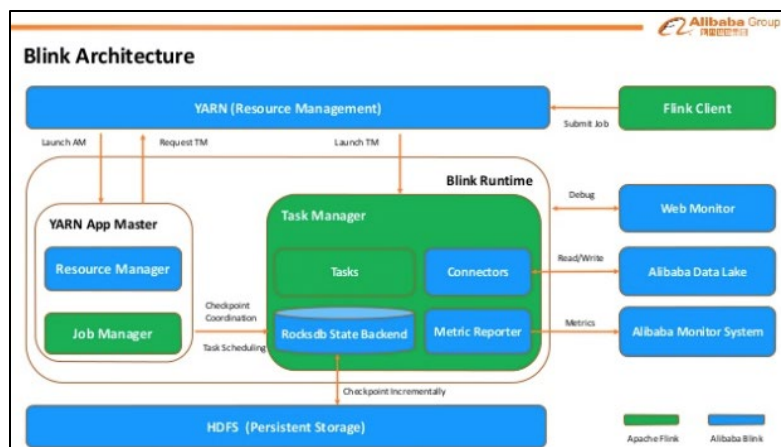 Alibaba Group
Blink Architecture
YARN (Resource Management)
Flink Client
Submit Job
Launch AM
Request TM
Launch TM
Blink Runtime
Debug
Web Monitor
YARN App Master
Task Manager
Resource Manager
Tasks
Connectors
Read/Write
Alibaba Data Lake
Checkpoint
Coordination
Job Manager
Task Scheduling
Rocksdb State Backend
Metric Reporter
Metrics
Alibaba Monitor System
Checkpoint Incrementally
HDFS (Persistent Storage)
Apache Flink
Alibaba Blink